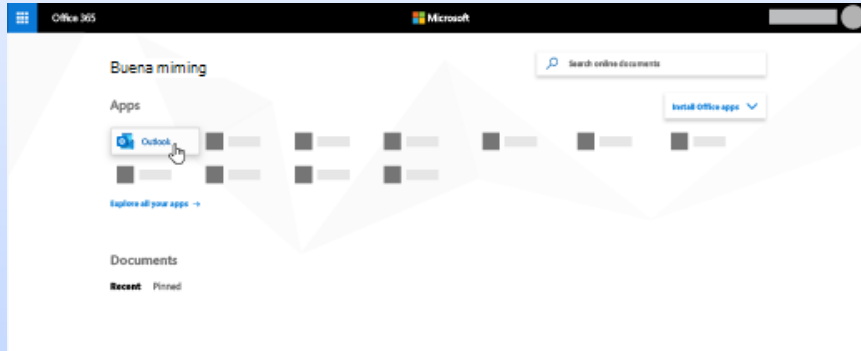 Office 365
Microsoft
Buena miming
Search online documents
Apps
Install Office apps
Outlook
Explore all your apps →
Documents
Recent Pinned